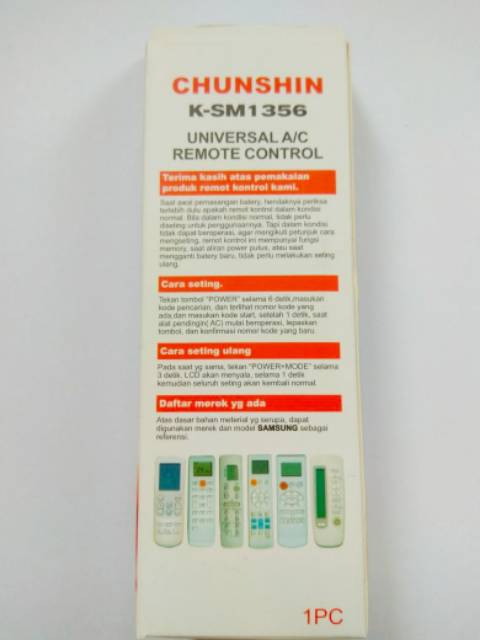 CHUNSHIN
K-SM1356
UNIVERSAL A/C
REMOTE CONTROL
Terima kasih atas pemakaian
produk remot kontrol kami.
Saat awal pemasangan batery, hendaknya periksa
terlebih dulu apakah remot kontrol dalam kondisi
normal. Bila dalam kondisi normal, tidak perlu
diseting untuk penggunaannya. Tapi dalam kondisi
tidak dapat beroperasi, agar mengikuti petunjuk cara
mengseting, remot kontrol ini mempunyai fungsi
memory, saat aliran power putus, atau saat
mengganti batery baru, tidak perlu melakukan seting
ulang.
Cara seting.
Tekan tombol "POWER" selama 6 detik,masukan
kode pencarian, dan terlihat nomor kode yang
ada,dan masukan kode start, setelah 1 detik, saat
alat pendingin( AC) mulai beroperasi, lepaskan
tombol, dan konfirmasi nomor kode yang baru.
Cara seting ulang
Pada saat yg sama, tekan "POWER+MODE" selama
3 detik, LCD akan menyala, selama 1 detik
kemudian seluruh seting akan kembali normal.
Daftar merek yg ada
Atas dasar bahan meterial yg serupa, dapat
digunakan merek dan model SAMSUNG sebagai
referensi.
1PC